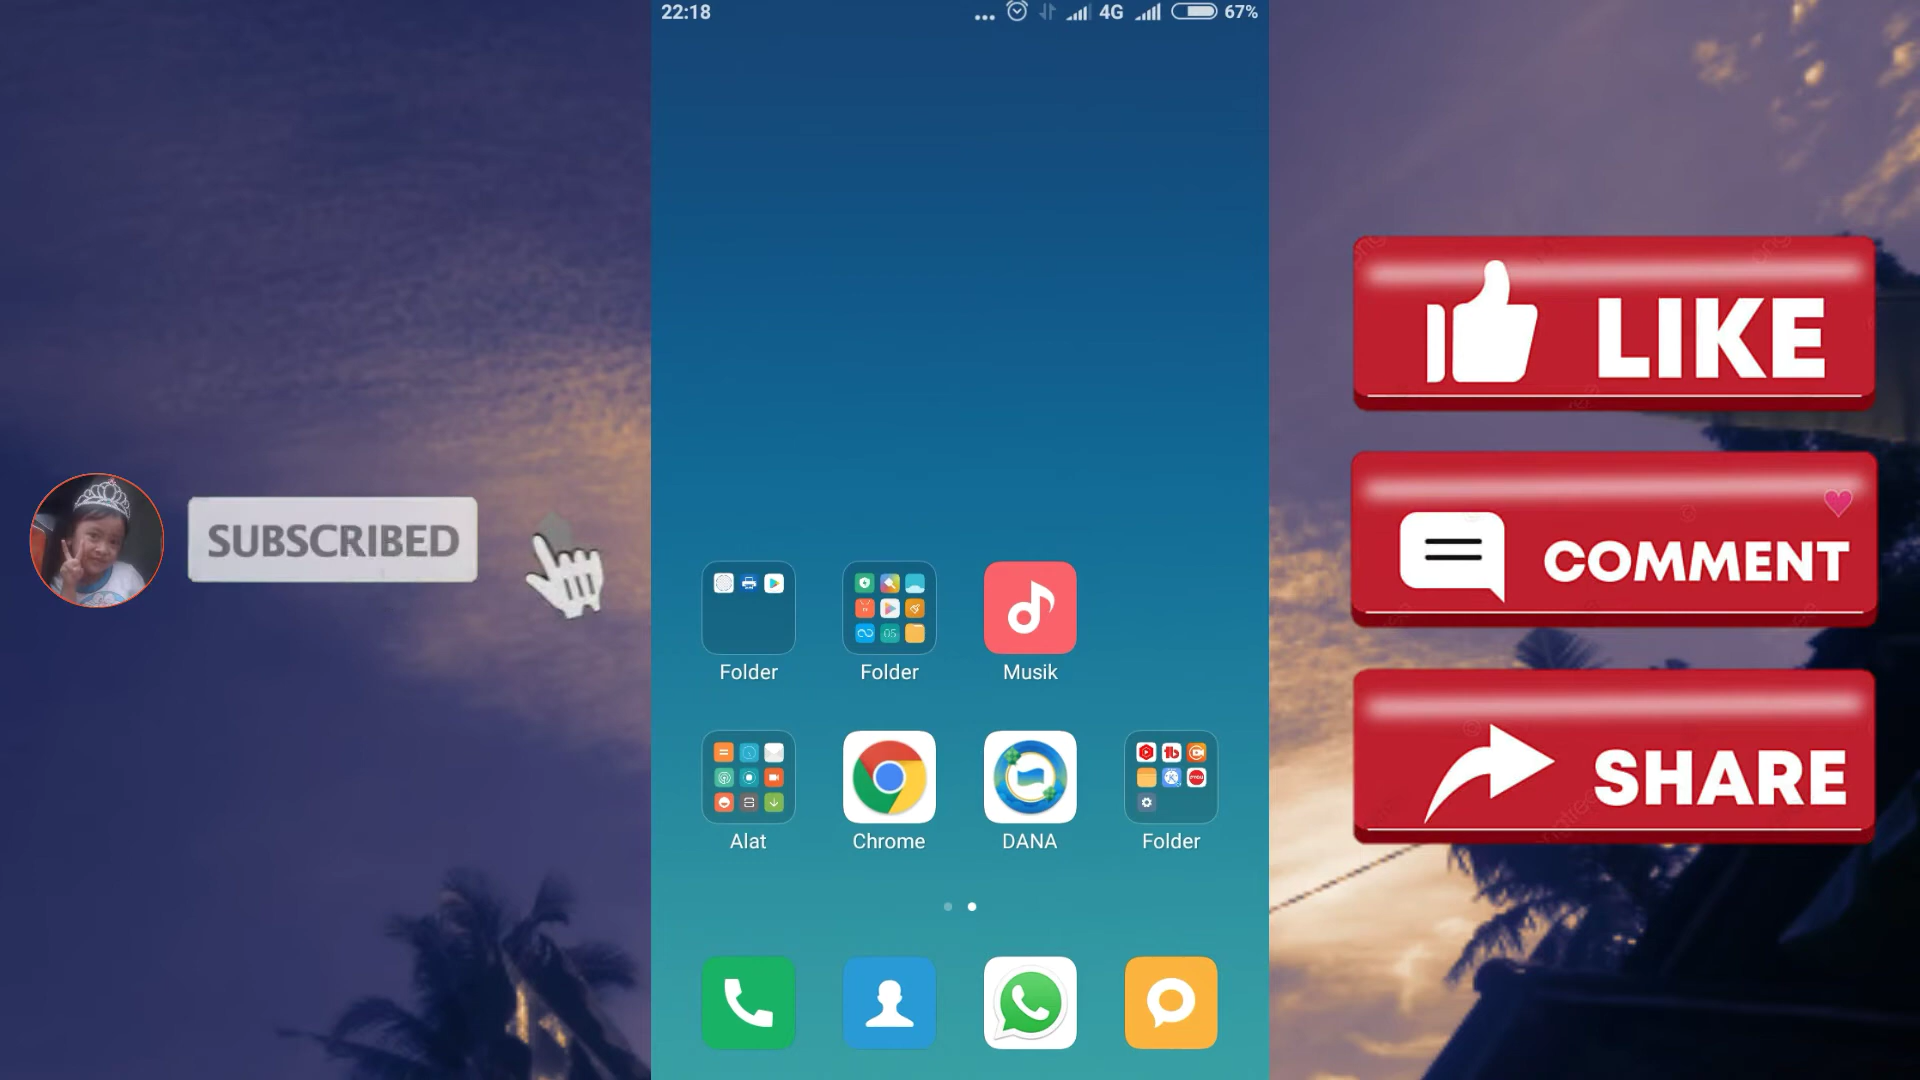 22:18
... 4G 67%
SUBSCRIBED
LIKE
COMMENT
SHARE
Folder
Folder
Musik
Alat
Chrome
DANA
Folder